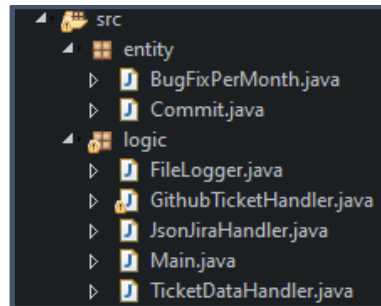 src
entity
BugFixPerMonth.java
Commit.java
logic
FileLogger.java
GithubTicketHandler.java
JsonJiraHandler.java
Main.java
TicketDataHandler.java